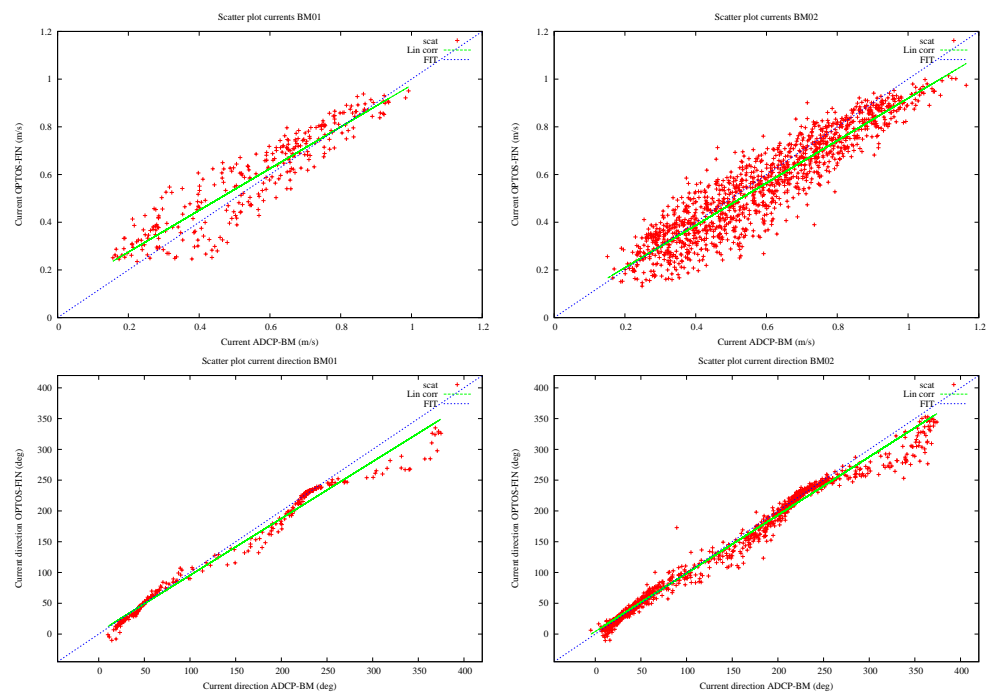 Scatter plot currents BM01
1.2
1
0.8
0.6
0.4
0.2
0
0
0.2
0.4
0.6
0.8
1
1.2
Current OPTOS-FIN (m/s)
Current ADCP-BM (m/s)
scat
Lin corr
FIT
Scatter plot currents BM02
1.2
1
0.8
0.6
0.4
0.2
0
0
0.2
0.4
0.6
0.8
1
1.2
Current OPTOS-FIN (m/s)
Current ADCP-BM (m/s)
scat
Lin corr
FIT
Scatter plot current direction BM01
400
350
300
250
200
150
100
50
0
0
50
100
150
200
250
300
350
400
Current direction OPTOS-FIN (deg)
Current direction ADCP-BM (deg)
scat
Lin corr
FIT
Scatter plot current direction BM02
400
350
300
250
200
150
100
50
0
0
50
100
150
200
250
300
350
400
Current direction OPTOS-FIN (deg)
Current direction ADCP-BM (deg)
scat
Lin corr
FIT